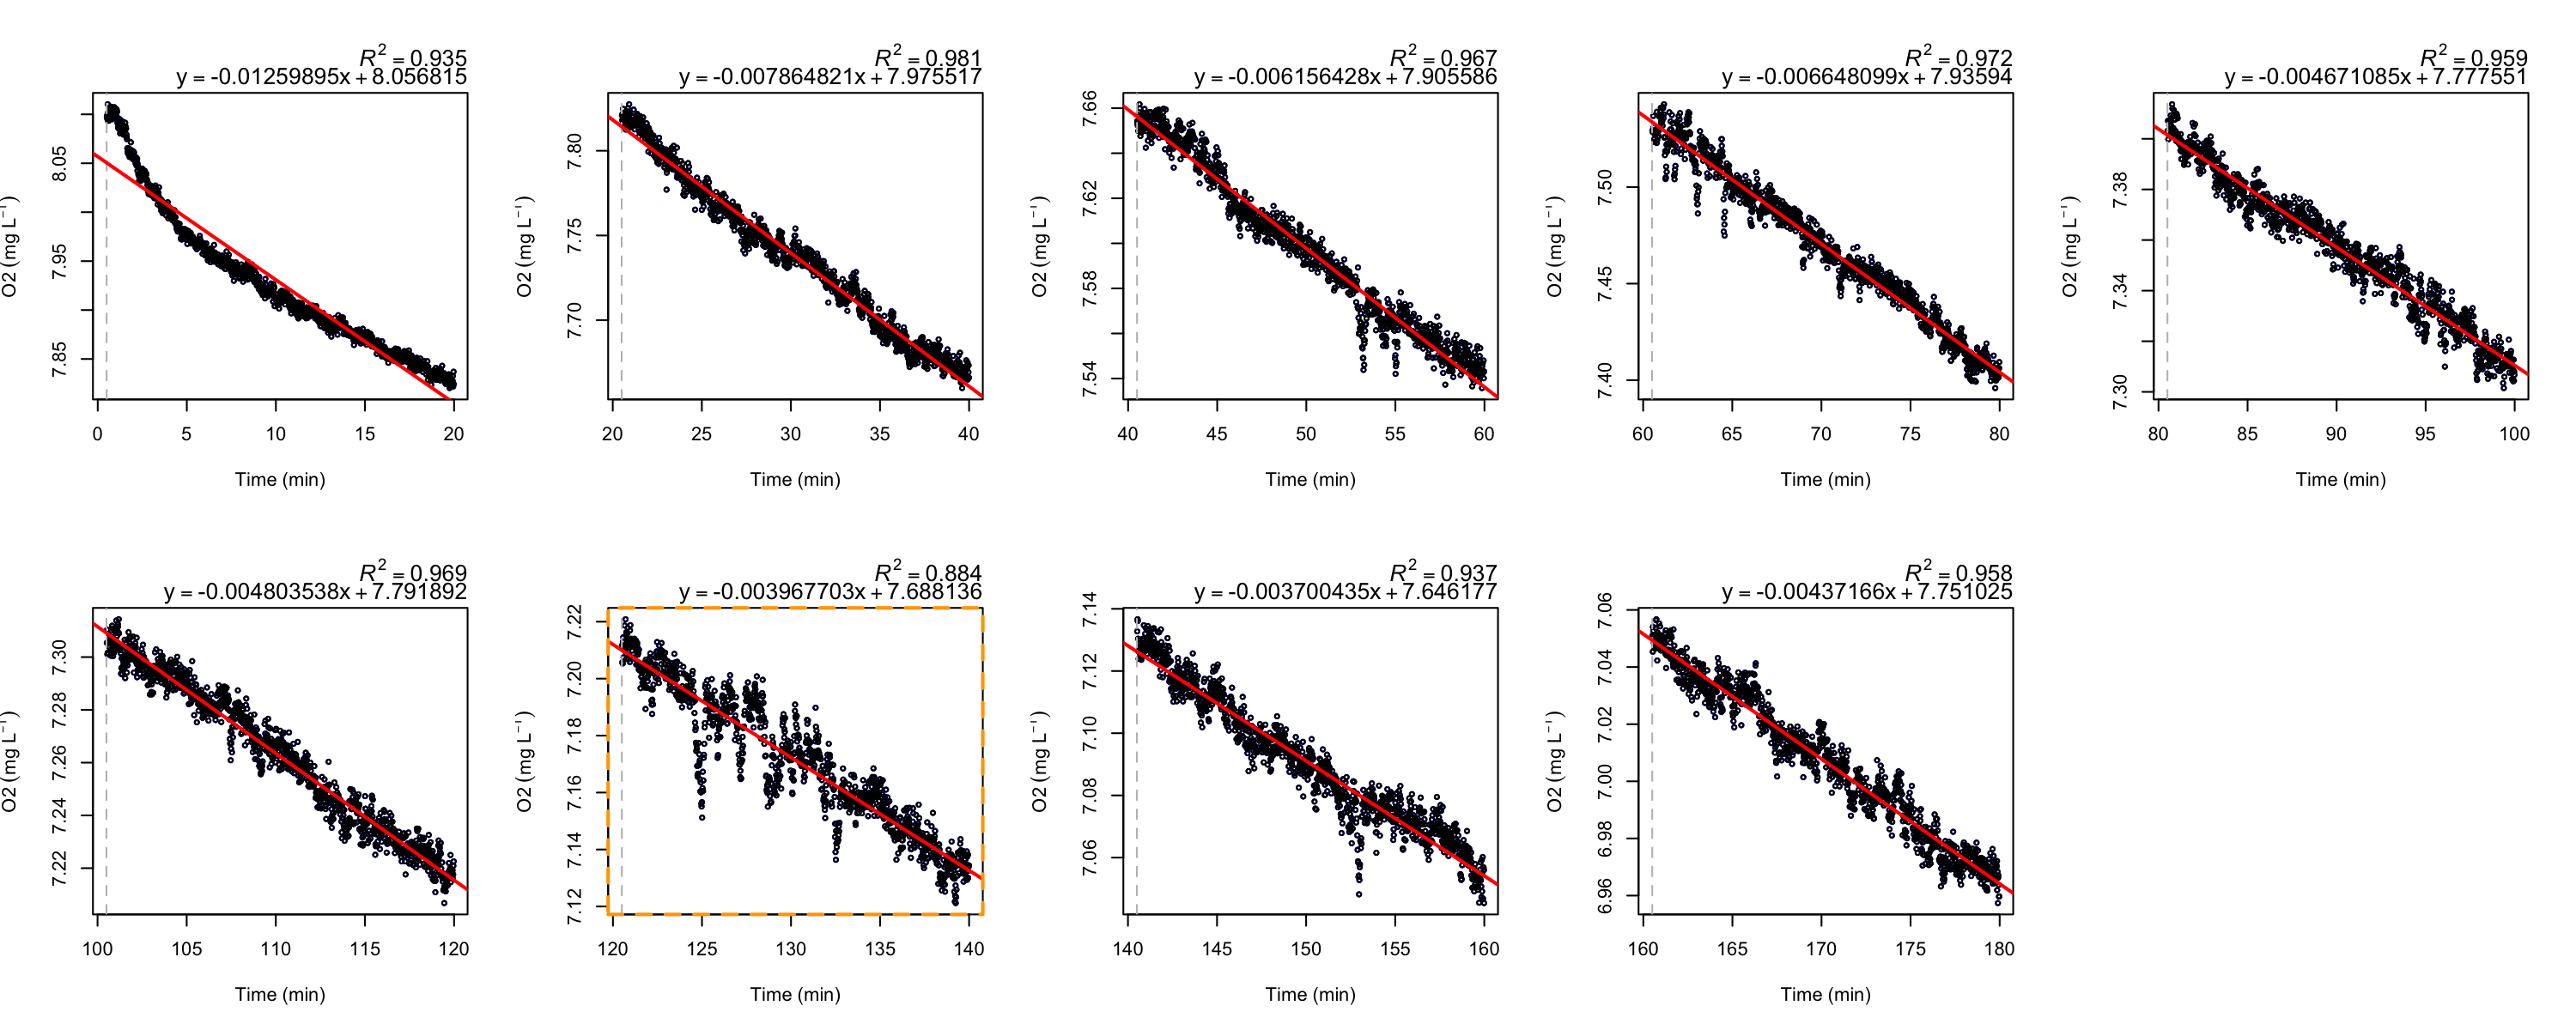 R² = 0.935
y = -0.01259895x + 8.056815
O2 (mg L⁻¹)
8.05
7.95
7.85
0 5 10 15 20
Time (min)
R² = 0.981
y = -0.007864821x + 7.975517
O2 (mg L⁻¹)
7.80
7.75
7.70
20 25 30 35 40
Time (min)
R² = 0.967
y = -0.006156428x + 7.905586
O2 (mg L⁻¹)
7.66
7.62
7.58
7.54
40 45 50 55 60
Time (min)
R² = 0.972
y = -0.006648099x + 7.93594
O2 (mg L⁻¹)
7.50
7.45
7.40
60 65 70 75 80
Time (min)
R² = 0.959
y = -0.004671085x + 7.777551
O2 (mg L⁻¹)
7.38
7.34
7.30
80 85 90 95 100
Time (min)
R² = 0.969
y = -0.004803538x + 7.791892
O2 (mg L⁻¹)
7.30
7.28
7.26
7.24
7.22
100 105 110 115 120
Time (min)
R² = 0.884
y = -0.003967703x + 7.688136
O2 (mg L⁻¹)
7.22
7.20
7.18
7.16
7.14
7.12
120 125 130 135 140
Time (min)
R² = 0.937
y = -0.003700435x + 7.646177
O2 (mg L⁻¹)
7.14
7.12
7.10
7.08
7.06
140 145 150 155 160
Time (min)
R² = 0.958
y = -0.00437166x + 7.751025
O2 (mg L⁻¹)
7.06
7.04
7.02
7.00
6.98
6.96
160 165 170 175 180
Time (min)